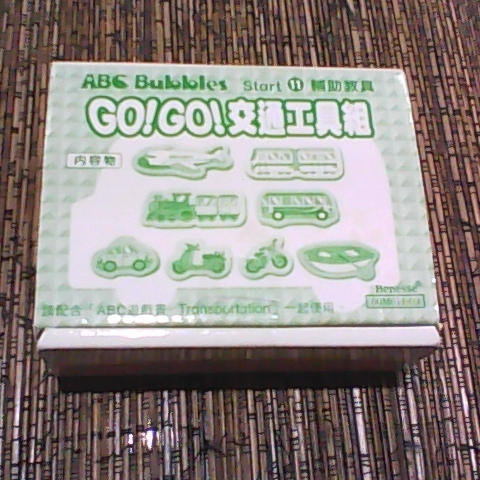 ABC Bubbles Start 11 輔助教具
GO!GO!交通工具組
內容物
請配合「ABC遊戲書 Transportation」一起使用。
Benesse